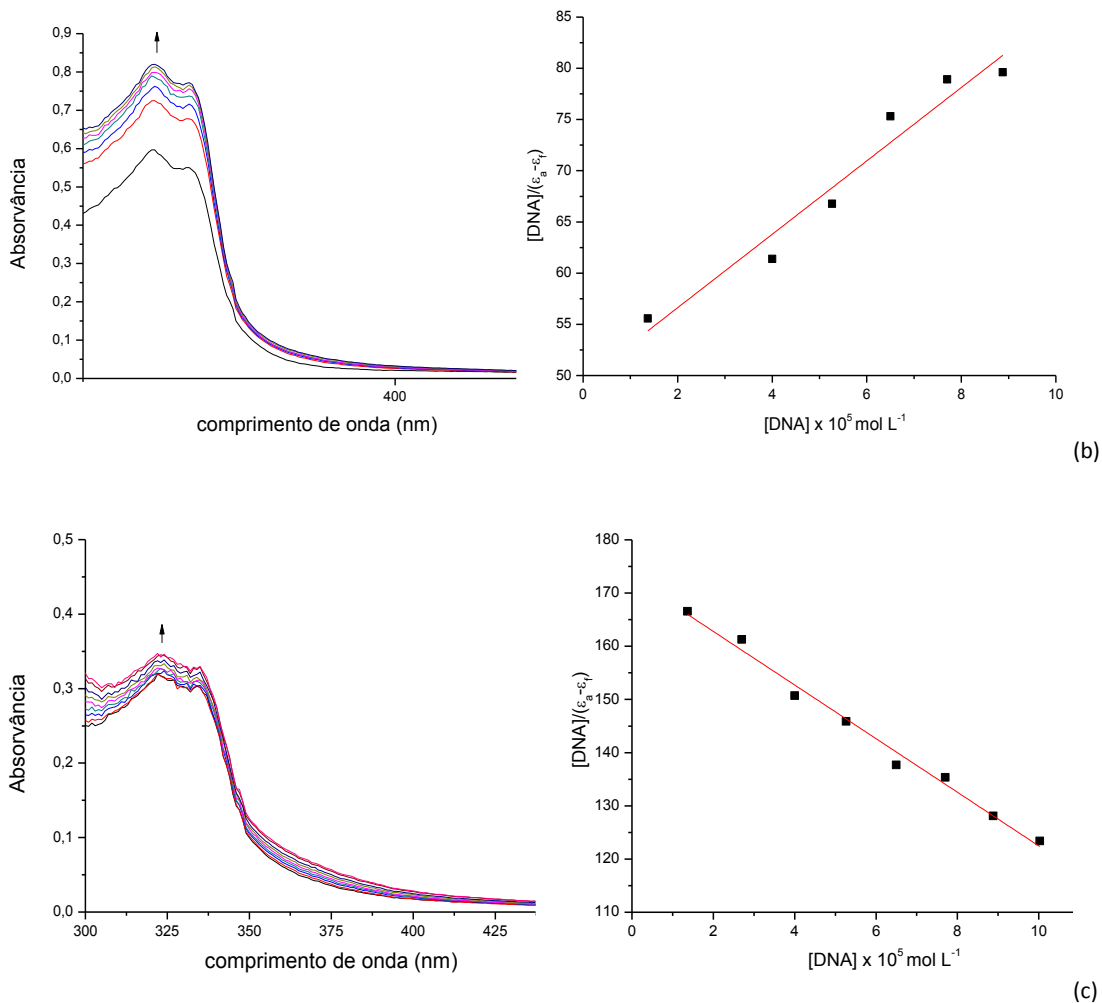 0,9
0,8
0,7
0,6
0,5
0,4
0,3
0,2
0,1
0,0
Absorvância
400
comprimento de onda (nm)
85
80
75
70
65
60
55
50
[DNA]/(εa-εf)
0 2 4 6 8 10
[DNA] x 10⁵ mol L⁻¹
(b)
0,5
0,4
0,3
0,2
0,1
0,0
Absorvância
300 325 350 375 400 425
comprimento de onda (nm)
180
170
160
150
140
130
120
110
[DNA]/(εa-εf)
0 2 4 6 8 10
[DNA] x 10⁵ mol L⁻¹
(c)